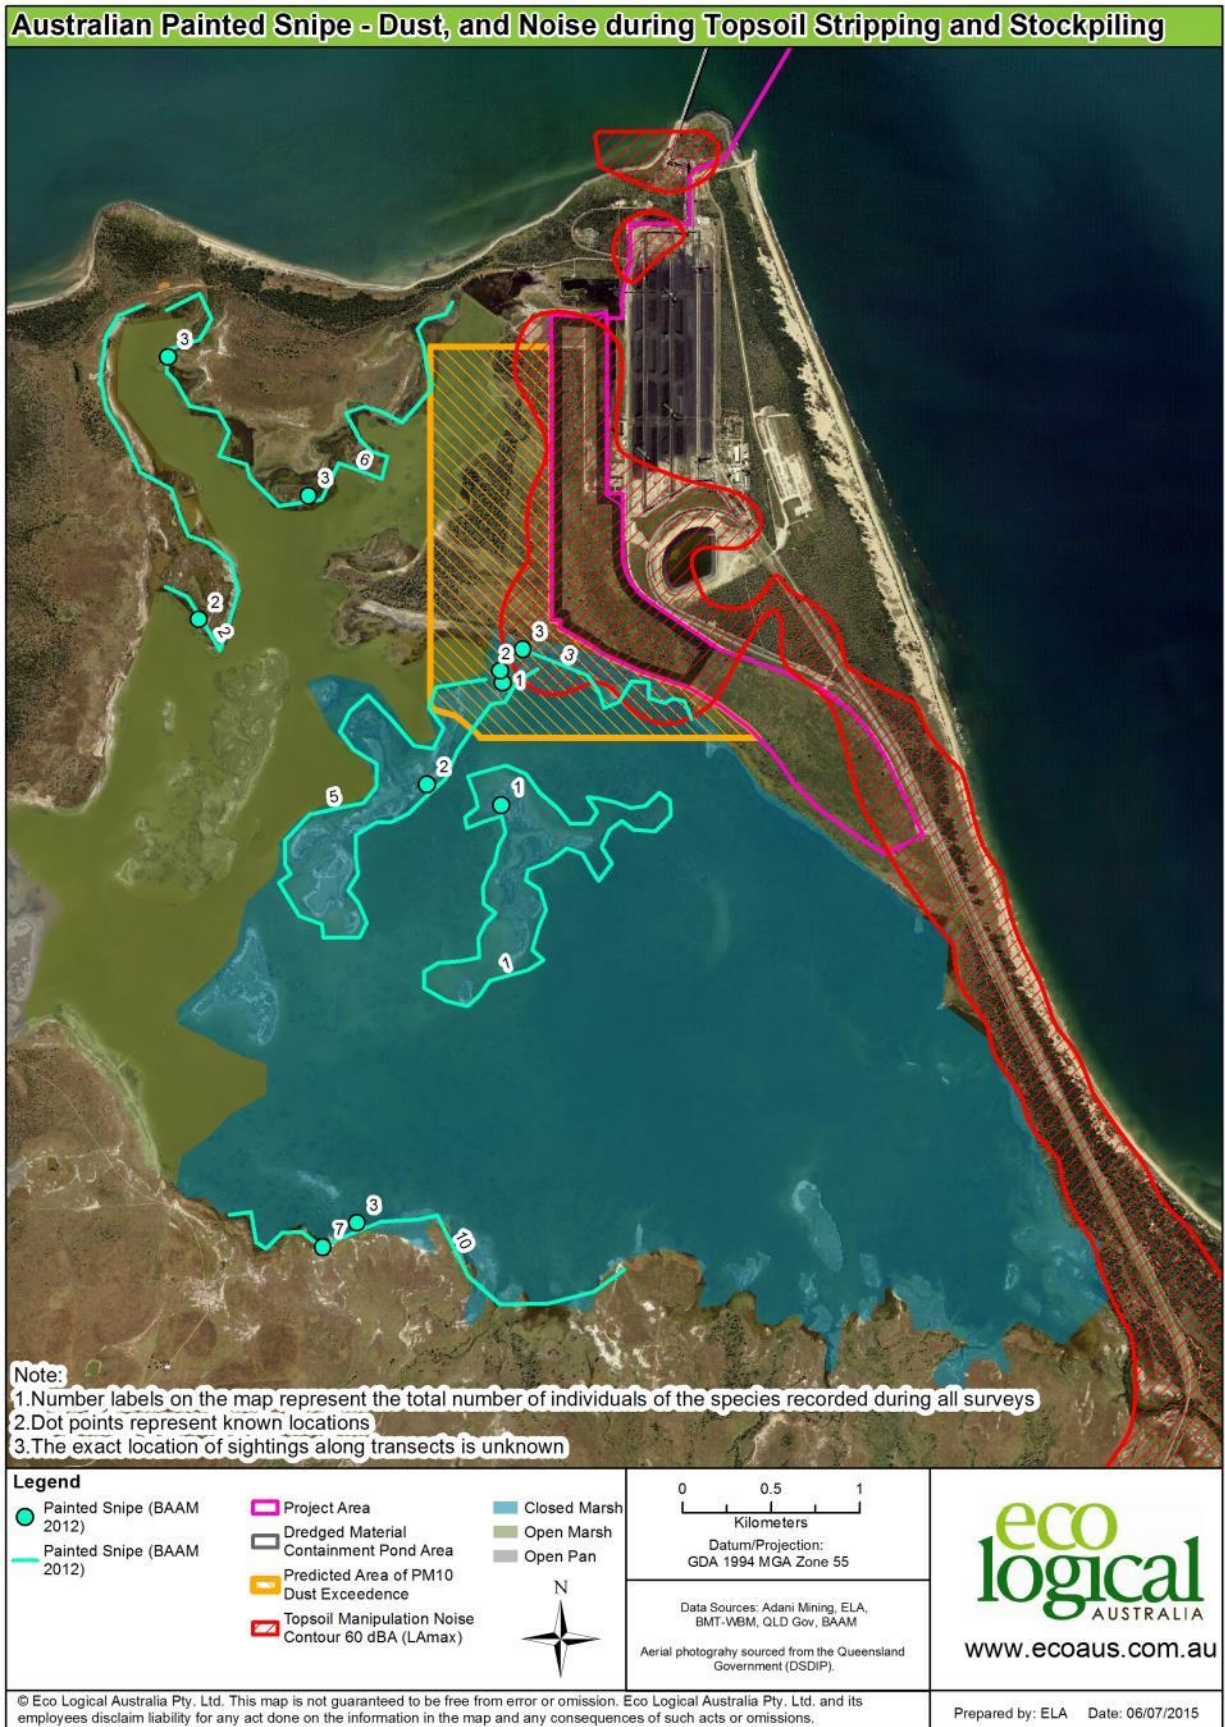 Australian Painted Snipe - Dust, and Noise during Topsoil Stripping and Stockpiling
3
3
6
2
2
3
2
3
1
2
1
5
1
3
7
10
Note:
1.Number labels on the map represent the total number of individuals of the species recorded during all surveys
2.Dot points represent known locations
3.The exact location of sightings along transects is unknown
Legend
Painted Snipe (BAAM
2012)
Painted Snipe (BAAM
2012)
Project Area
Dredged Material
Containment Pond Area
Predicted Area of PM10
Dust Exceedence
Topsoil Manipulation Noise
Contour 60 dBA (LAmax)
Closed Marsh
Open Marsh
Open Pan
N
0 0.5 1
Kilometers
Datum/Projection:
GDA 1994 MGA Zone 55
Data Sources: Adani Mining, ELA,
BMT-WBM, QLD Gov, BAAM
Aerial photograhy sourced from the Queensland
Government (DSDIP).
eco
logical
AUSTRALIA
www.ecoaus.com.au
© Eco Logical Australia Pty. Ltd. This map is not guaranteed to be free from error or omission. Eco Logical Australia Pty. Ltd. and its
employees disclaim liability for any act done on the information in the map and any consequences of such acts or omissions.
Prepared by: ELA Date: 06/07/2015